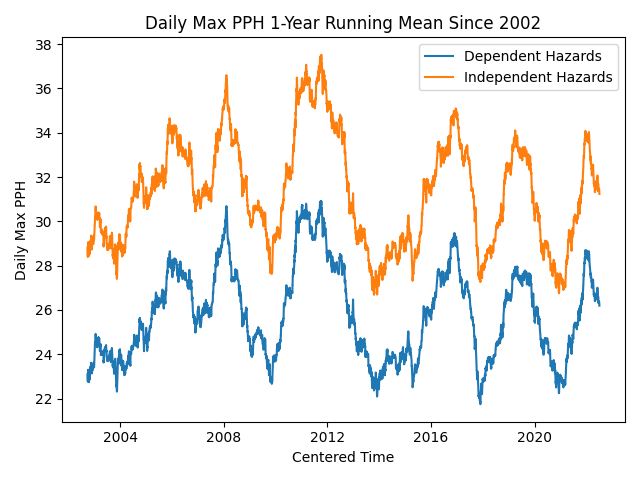 Daily Max PPH 1-Year Running Mean Since 2002
Dependent Hazards
Independent Hazards
Daily Max PPH
38
36
34
32
30
28
26
24
22
2004 2008 2012 2016 2020
Centered Time